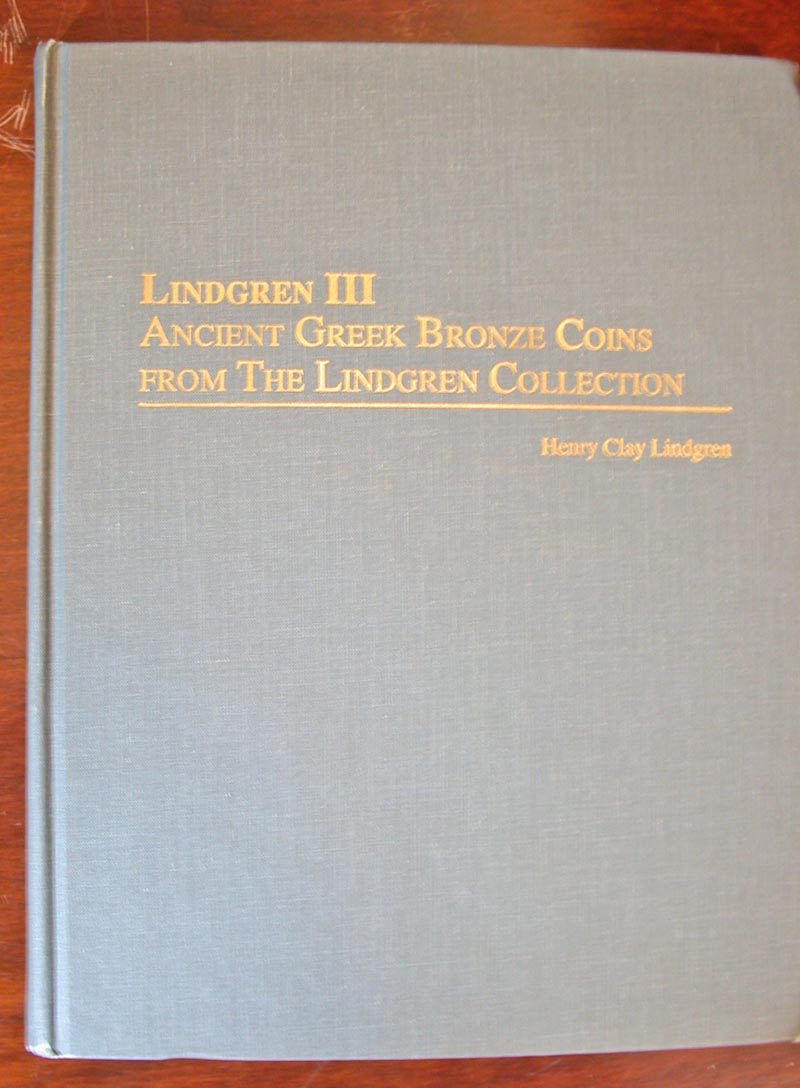 LINDGREN III
ANCIENT GREEK BRONZE COINS
FROM THE LINDGREN COLLECTION
Henry Clay Lindgren